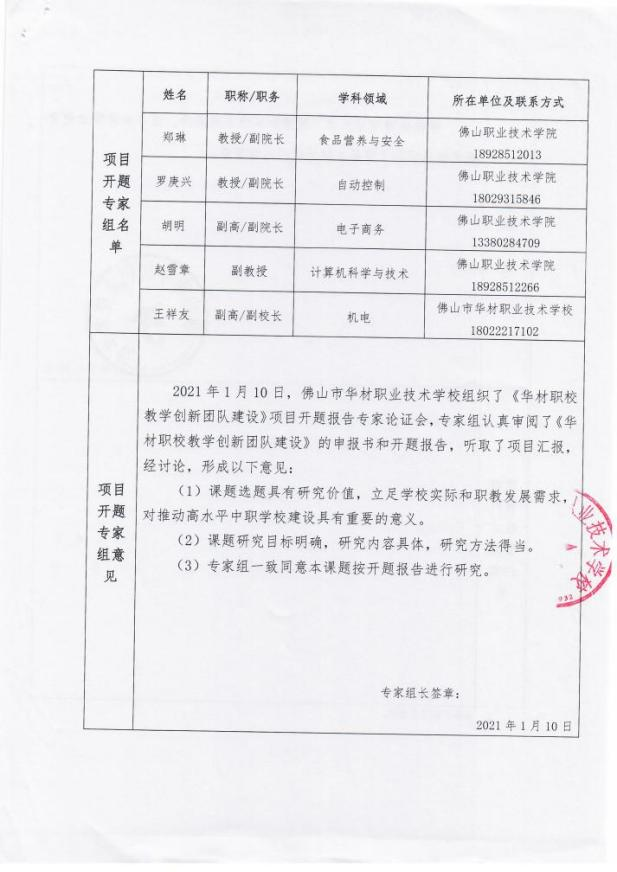 姓名 职称/职务 学科领域 所在单位及联系方式
项目
开题
专家
组名
单
郑琳 教授/副院长 食品营养与安全 佛山职业技术学院
18928512013
罗庚兴 教授/副院长 自动控制 佛山职业技术学院
18029315846
胡明 副高/副院长 电子商务 佛山职业技术学院
13380284709
赵雪章 副教授 计算机科学与技术 佛山职业技术学院
18928512266
王祥友 副高/副校长 机电 佛山市华材职业技术学校
18022217102
项目
开题
专家
组意
见
2021 年 1 月 10 日，佛山市华材职业技术学校组织了《华材职校
教学创新团队建设》项目开题报告专家论证会，专家组认真审阅了《华
材职校教学创新团队建设》的申报书和开题报告，听取了项目汇报，
经讨论，形成以下意见：
（1）课题选题具有研究价值，立足学校实际和职教发展需求，
对推动高水平中职学校建设具有重要的意义。
（2）课题研究目标明确，研究内容具体，研究方法得当。
（3）专家组一致同意本课题按开题报告进行研究。
专家组长签章：
2021 年 1 月 10 日
业技术学校